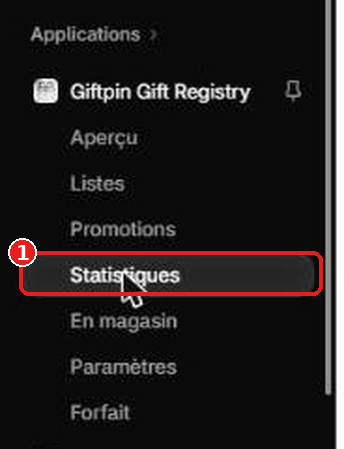 Applications >
Giftpin Gift Registry
Aperçu
Listes
Promotions
1
Statistiques
En magasin
Paramètres
Forfait